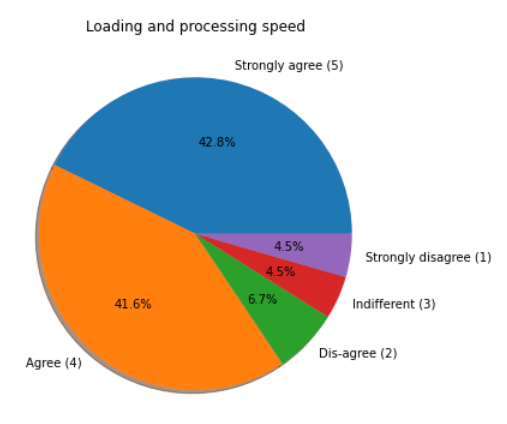 Loading and processing speed
Strongly agree (5)
42.8%
4.5%
Strongly disagree (1)
4.5%
6.7%
Indifferent (3)
41.6%
Dis-agree (2)
Agree (4)